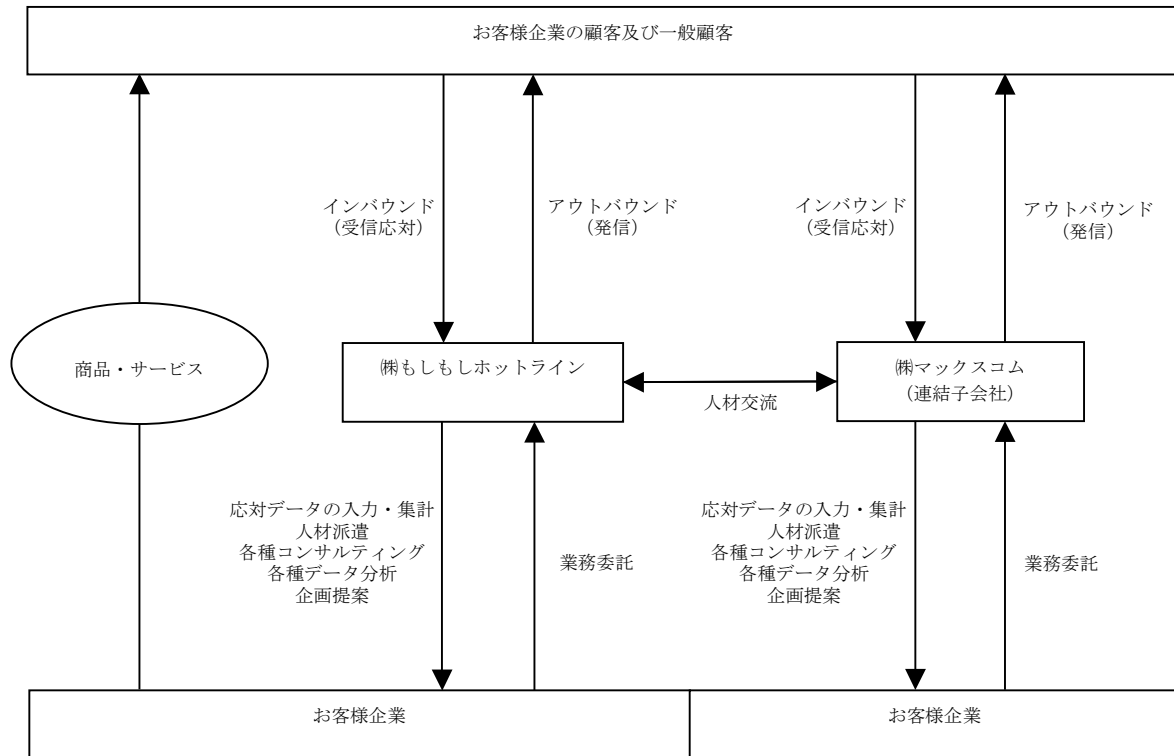 お客様企業の顧客及び一般顧客
インバウンド
（受信応対）
アウトバウンド
（発信）
インバウンド
（受信応対）
アウトバウンド
（発信）
商品・サービス
㈱もしもしホットライン
㈱マックスコム
（連結子会社）
人材交流
応対データの入力・集計
人材派遣
各種コンサルティング
各種データ分析
企画提案
業務委託
応対データの入力・集計
人材派遣
各種コンサルティング
各種データ分析
企画提案
業務委託
お客様企業
お客様企業